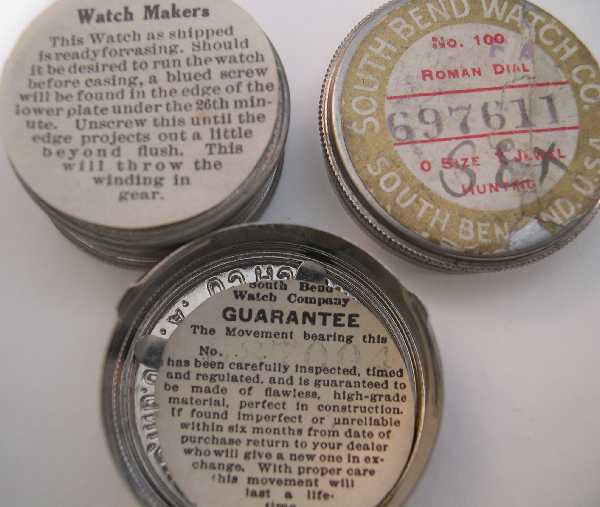 Watch Makers
This Watch as shipped
is ready for casing. Should
it be desired to run the watch
before casing, a blued screw
will be found in the edge of the
lower plate under the 26th min-
ute. Unscrew this until the
edge projects out a little
beyond flush. This
will throw the
winding in
gear.
SOUTH BEND WATCH CO.
No. 100
ROMAN DIAL
697611
0 SIZE 7 JEWEL
HUNTING
SOUTH BEND, U.S.A.
South Bend
Watch Company
GUARANTEE
The Movement bearing this
No.
has been carefully inspected, timed
and regulated, and is guaranteed to
be made of flawless, high-grade
material, perfect in construction.
If found imperfect or unreliable
within six months from date of
purchase return to your dealer
who will give a new one in ex-
change. With proper care
this movement will
last a life-
time.